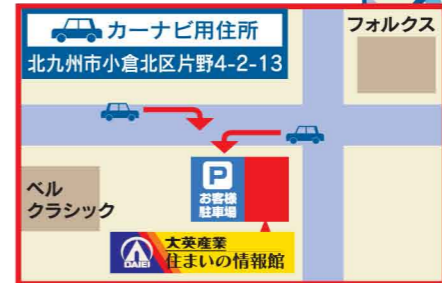 カーナビ用住所
北九州市小倉北区片野4-2-13
フォルクス
P
お客様
駐車場
ベル
クラシック
DAIEI
大英産業
住まいの情報館